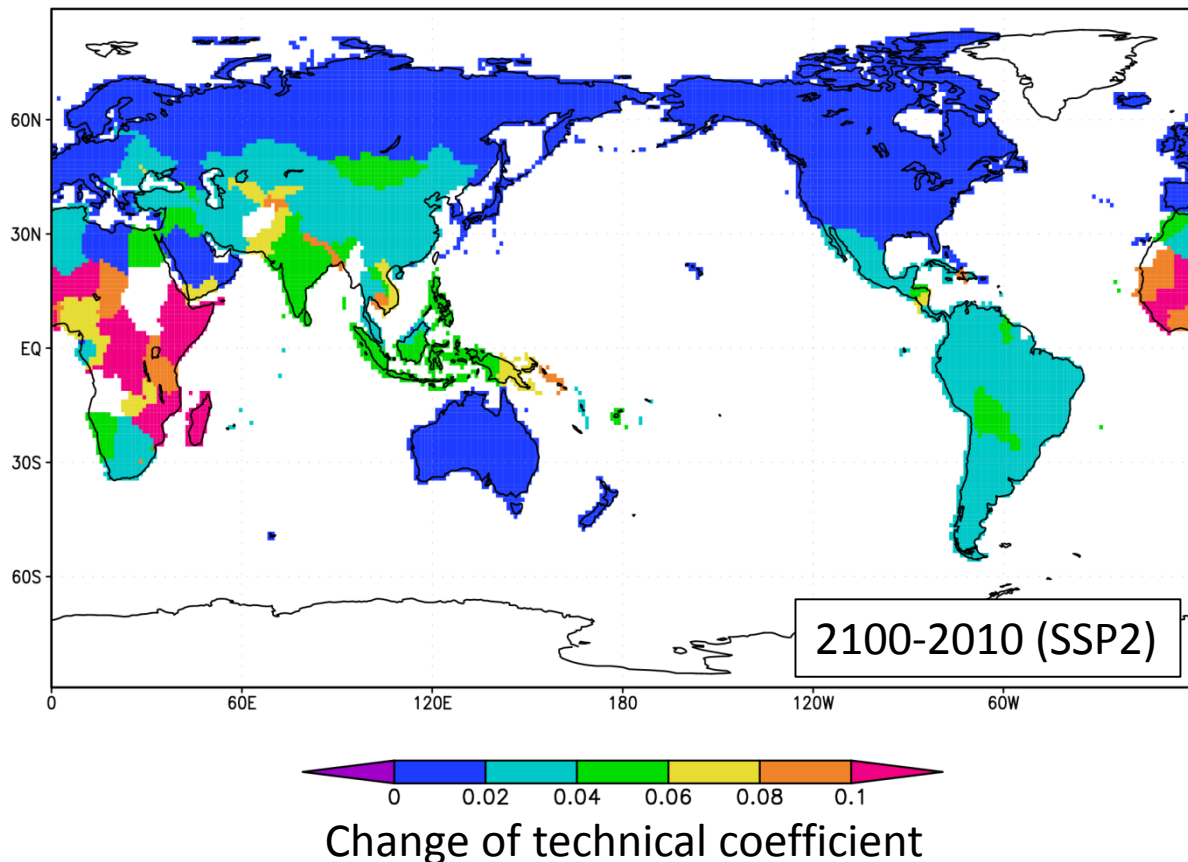 60N
30N
EQ
30S
60S
2100-2010 (SSP2)
0 60E 120E 180 120W 60W
0 0.02 0.04 0.06 0.08 0.1
Change of technical coefficient